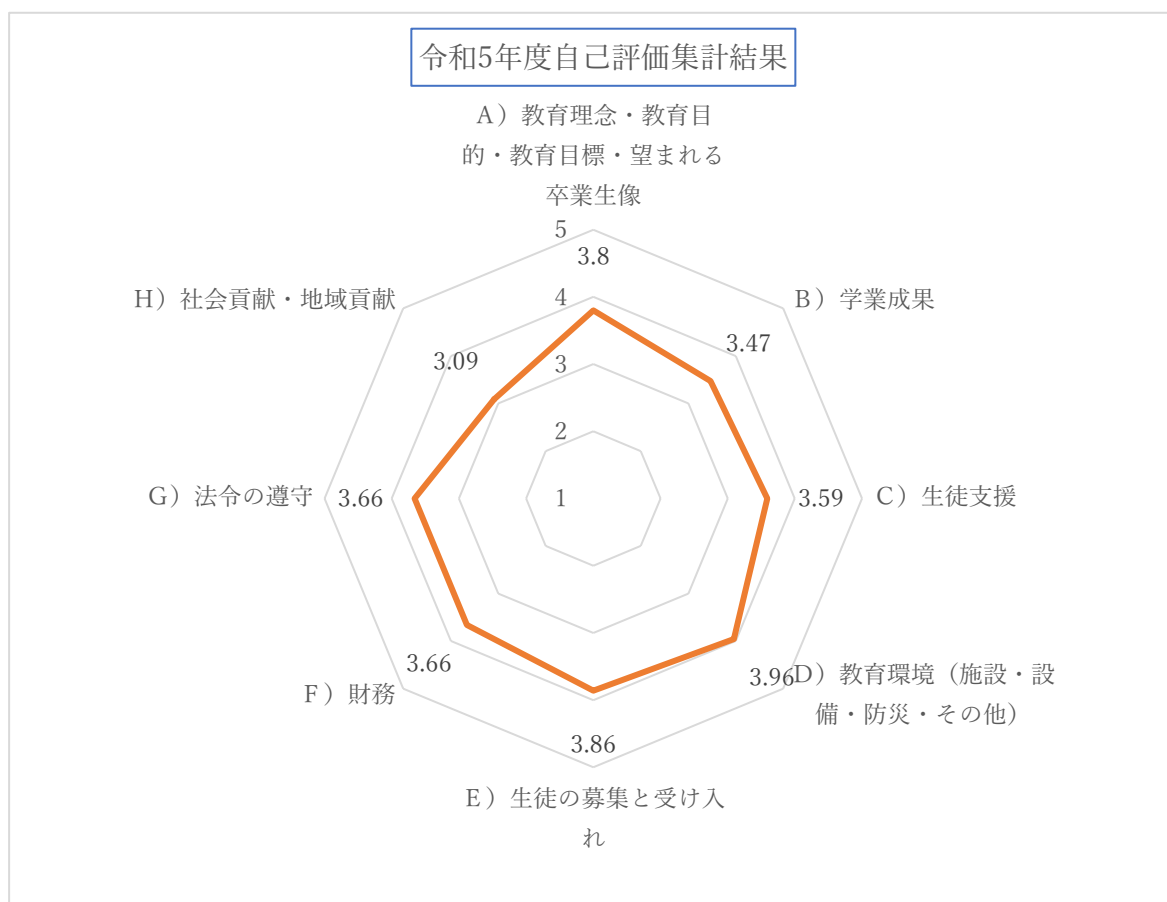 令和5年度自己評価集計結果
A）教育理念・教育目
的・教育目標・望まれる
卒業生像
5
3.8
H）社会貢献・地域貢献
4
B）学業成果
3.47
3.09
3
2
G）法令の遵守
3.66
1
3.59
C）生徒支援
3.66
F）財務
3.96
D）教育環境（施設・設
備・防災・その他）
3.86
E）生徒の募集と受け入
れ